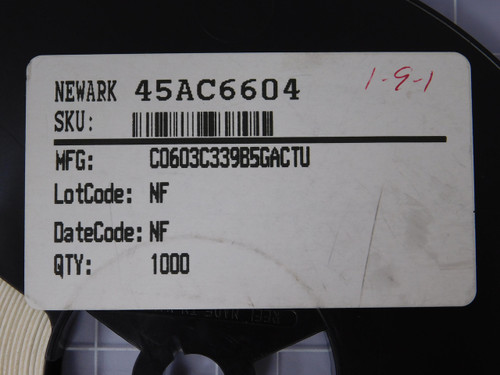 NEWARK 45AC6604
1-9-1
SKU:
MFG: C0603C339B5GACTU
LotCode: NF
DateCode: NF
QTY: 1000